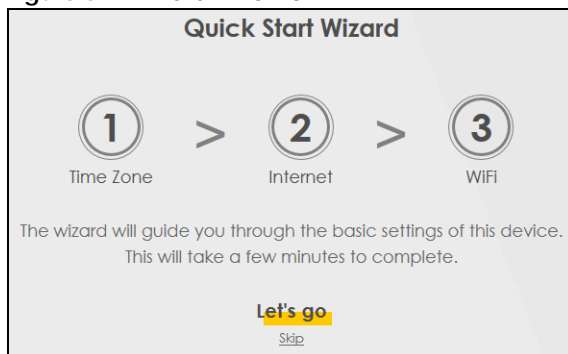 Quick Start Wizard
1 > 2 > 3
Time Zone Internet WiFi
The wizard will guide you through the basic settings of this device.
This will take a few minutes to complete.
Let's go
Skip